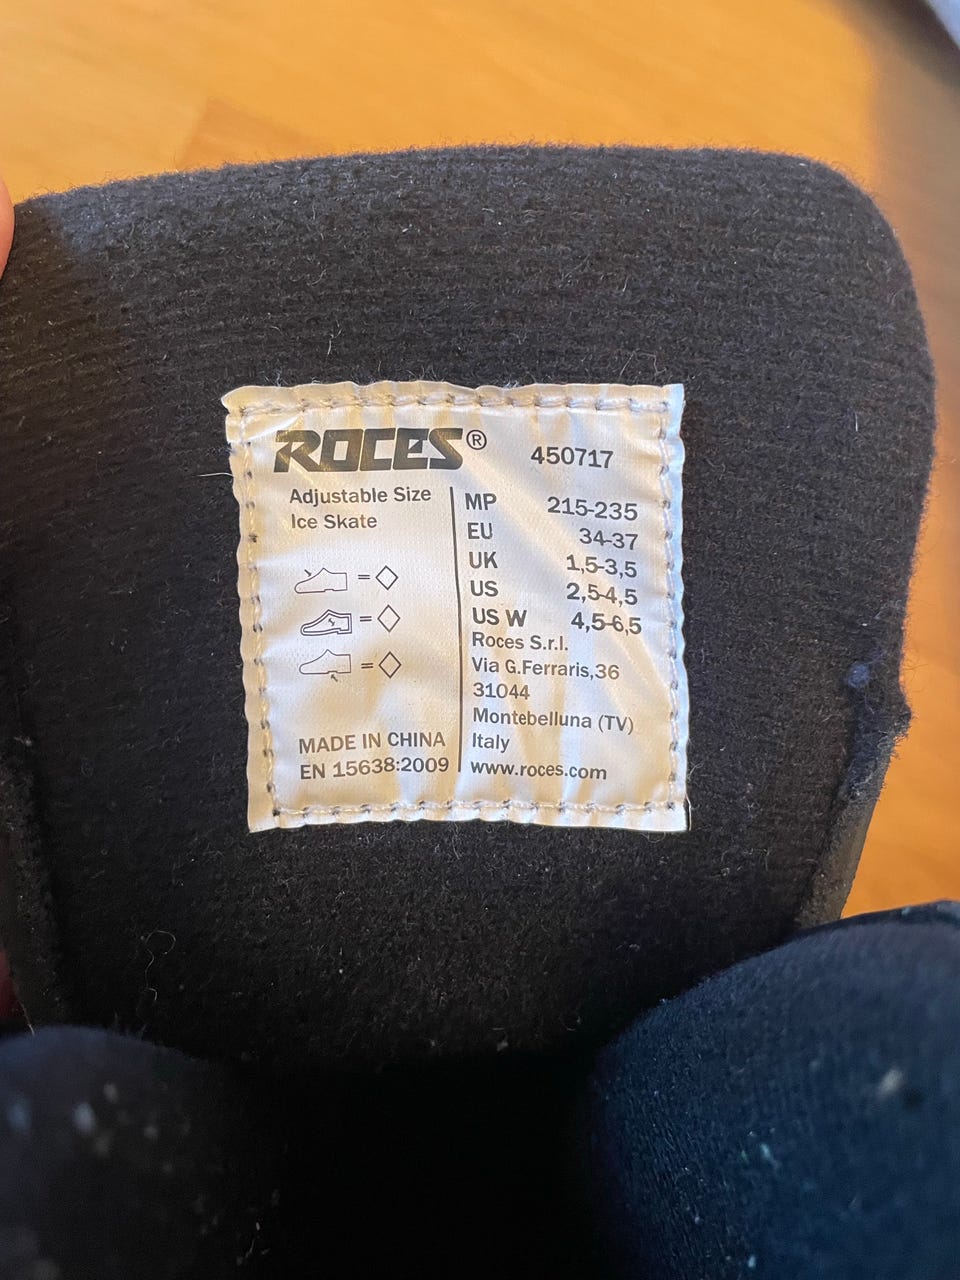 ROCES® 450717
Adjustable Size
Ice Skate
= ◇
= ◇
= ◇
MADE IN CHINA
EN 15638:2009
MP 215-235
EU 34-37
UK 1,5-3,5
US 2,5-4,5
US W 4,5-6,5
Roces S.r.l.
Via G.Ferraris,36
31044
Montebelluna (TV)
Italy
www.roces.com